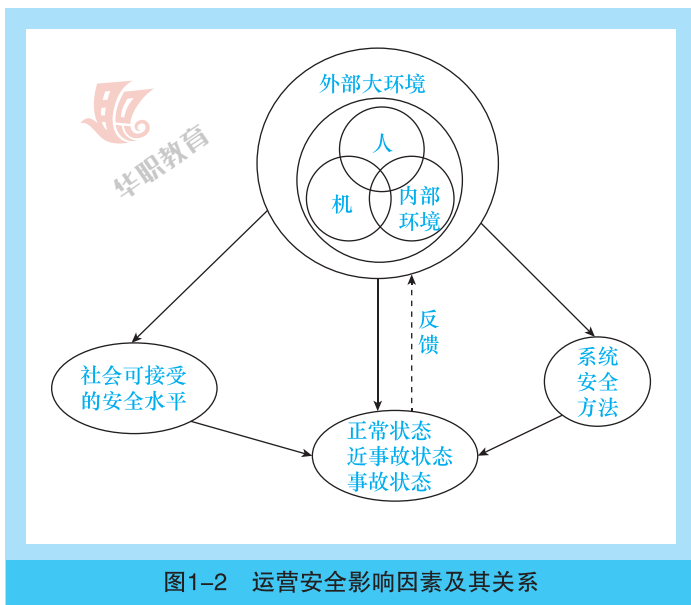 外部大环境
人
机
内部
环境
华职教育
反
馈
社会可接受
的安全水平
系统
安全
方法
正常状态
近事故状态
事故状态
图1-2 运营安全影响因素及其关系